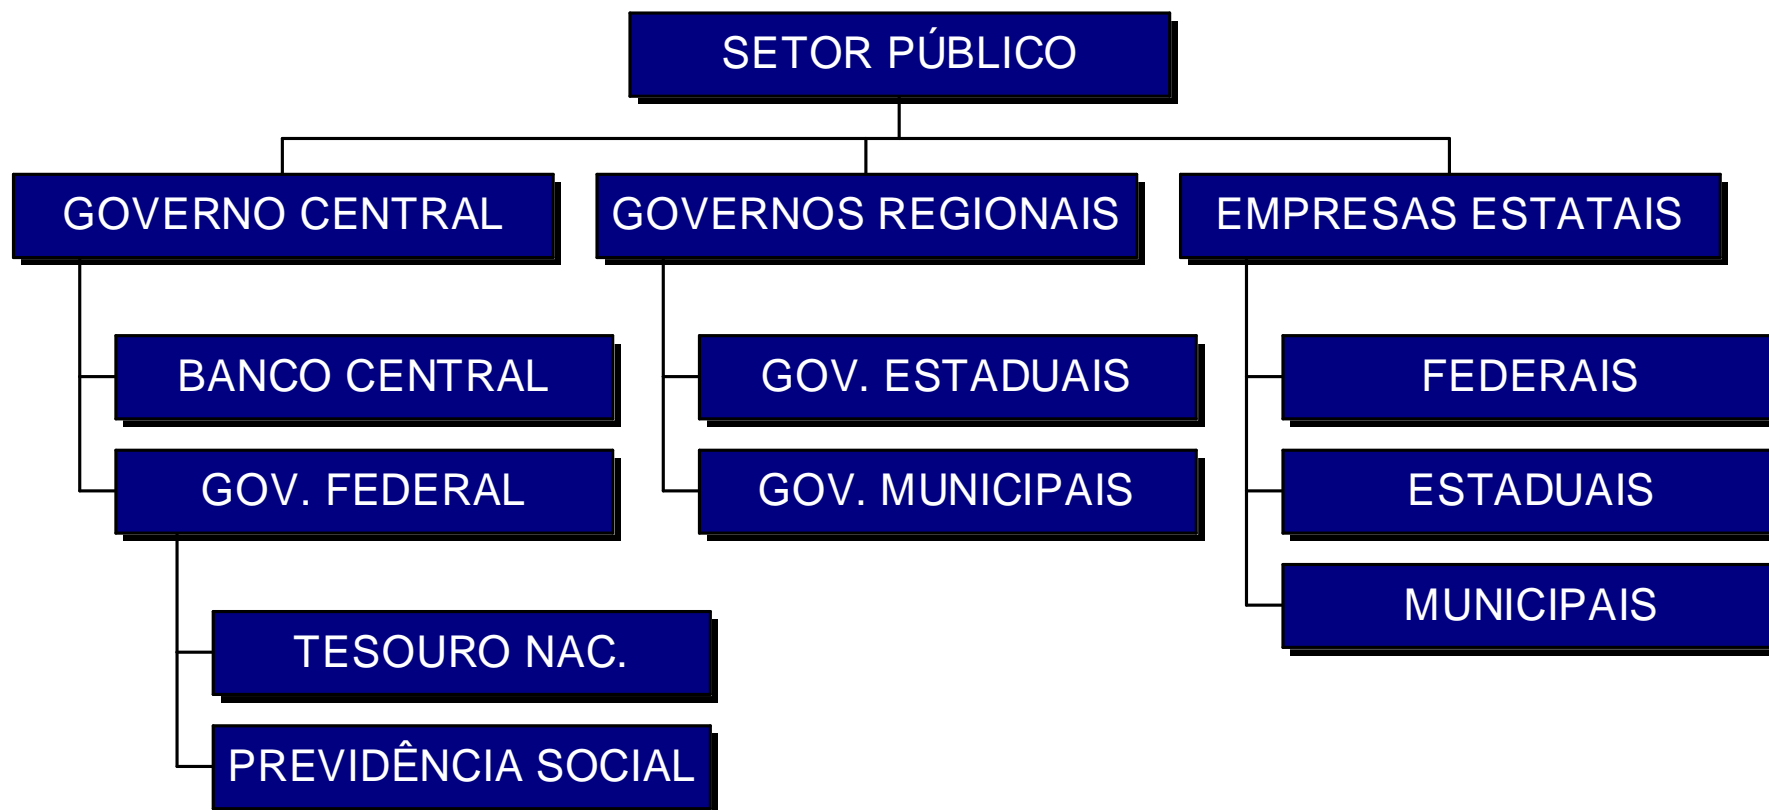 SETOR PÚBLICO
GOVERNO CENTRAL
GOVERNOS REGIONAIS
EMPRESAS ESTATAIS
BANCO CENTRAL
GOV. ESTADUAIS
FEDERAIS
GOV. FEDERAL
GOV. MUNICIPAIS
ESTADUAIS
MUNICIPAIS
TESOURO NAC.
PREVIDÊNCIA SOCIAL